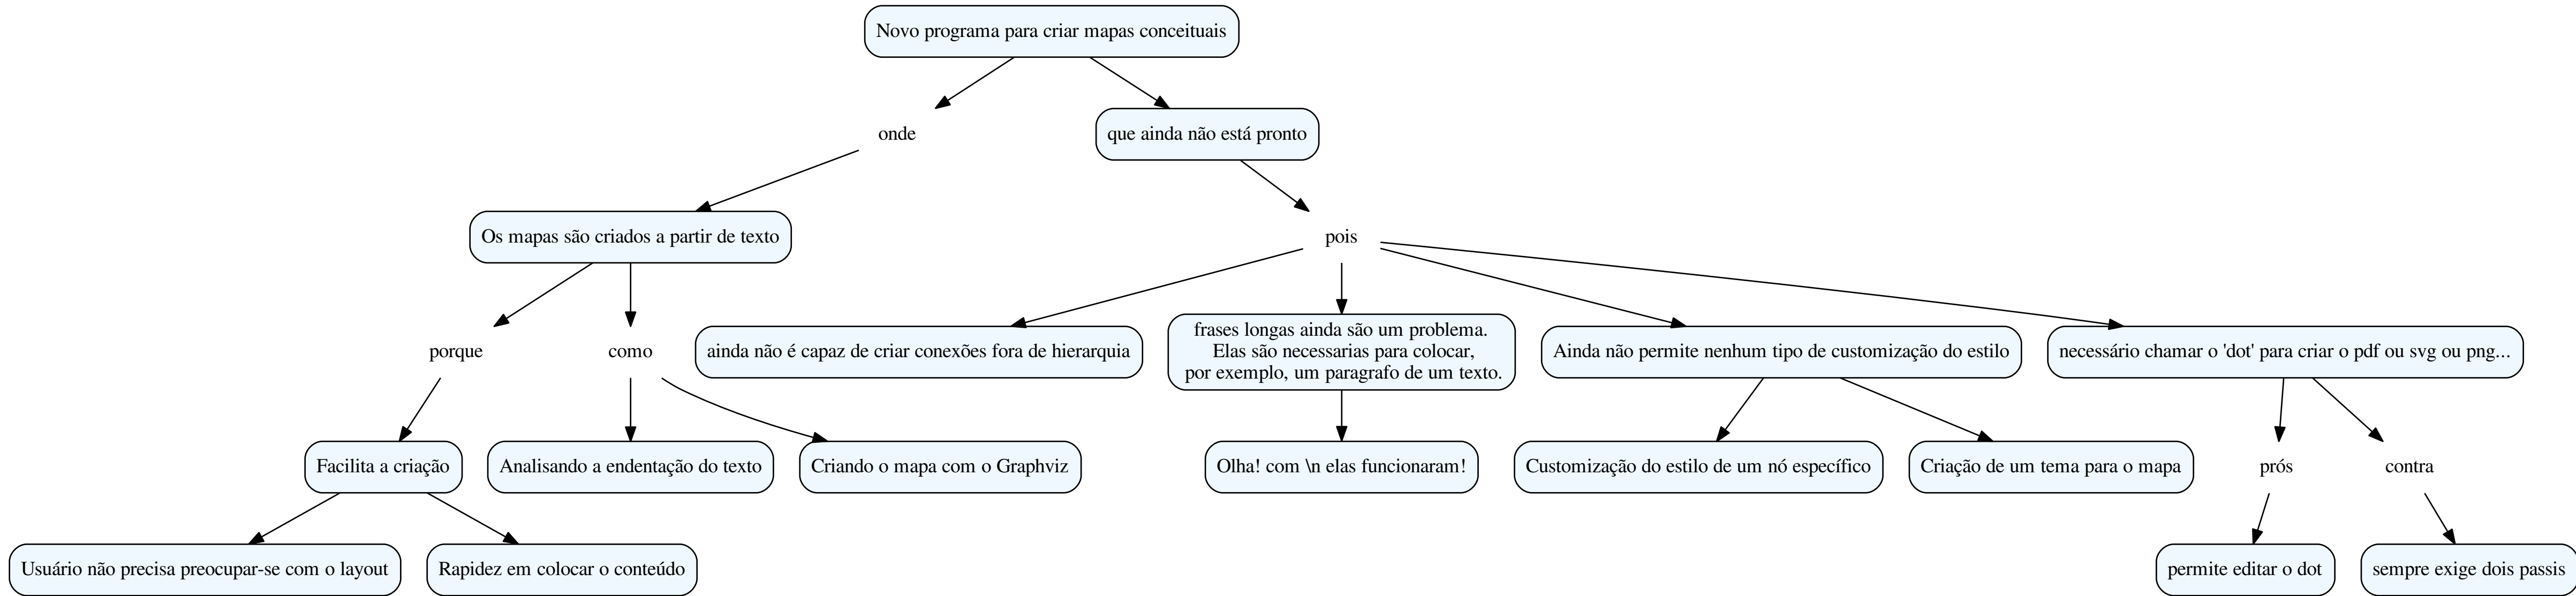 Novo programa para criar mapas conceituais
onde
que ainda não está pronto
Os mapas são criados a partir de texto
pois
porque
como
ainda não é capaz de criar conexões fora de hierarquia
frases longas ainda são um problema.
Elas são necessarias para colocar,
por exemplo, um paragrafo de um texto.
Ainda não permite nenhum tipo de customização do estilo
necessário chamar o 'dot' para criar o pdf ou svg ou png...
Facilita a criação
Analisando a endentação do texto
Criando o mapa com o Graphviz
Olha! com \n elas funcionaram!
Customização do estilo de um nó específico
Criação de um tema para o mapa
prós
contra
Usuário não precisa preocupar-se com o layout
Rapidez em colocar o conteúdo
permite editar o dot
sempre exige dois passis